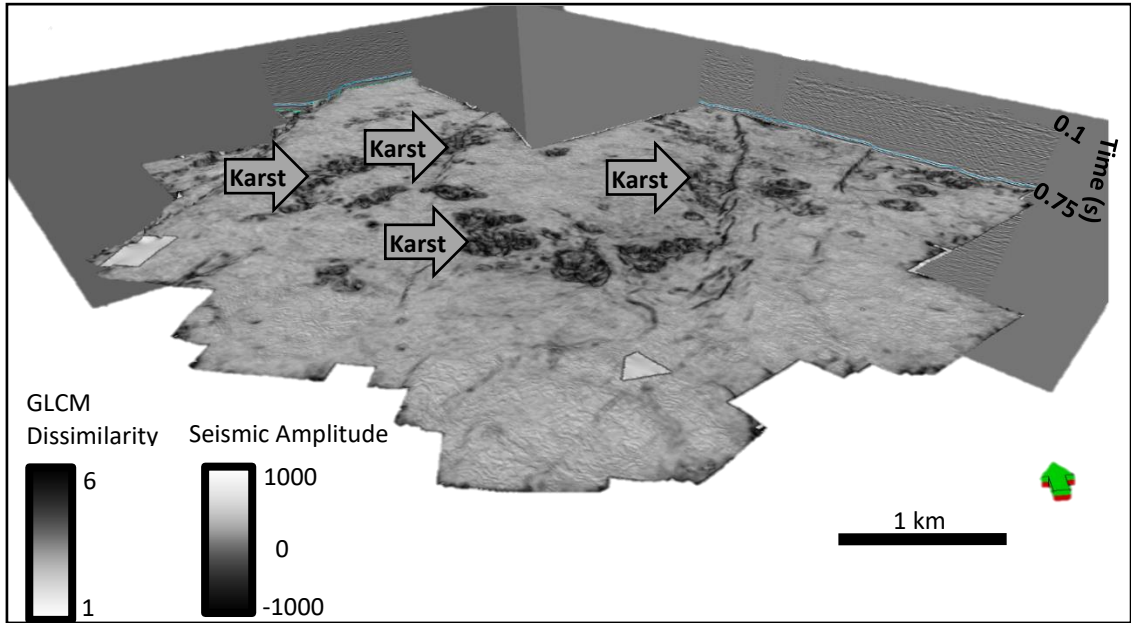 0.1
Time (s)
0.75
Karst
Karst
Karst
Karst
GLCM
Dissimilarity
6
1
Seismic Amplitude
1000
0
-1000
1 km